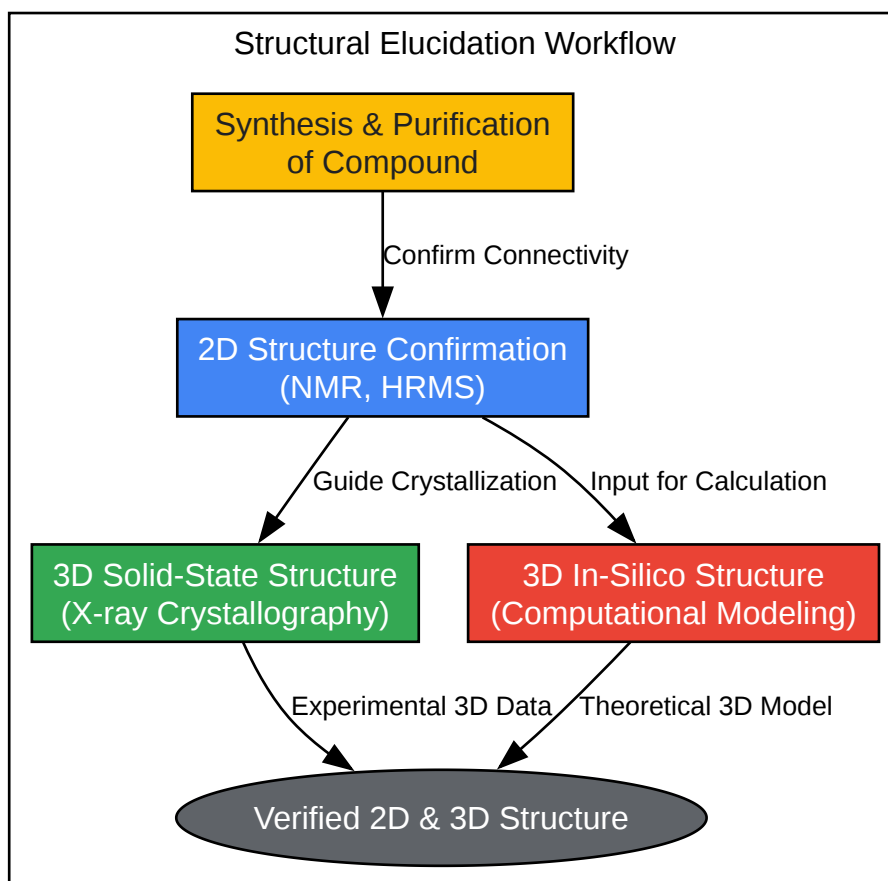 Structural Elucidation Workflow
Synthesis & Purification
of Compound
Confirm Connectivity
2D Structure Confirmation
(NMR, HRMS)
Guide Crystallization
Input for Calculation
3D Solid-State Structure
(X-ray Crystallography)
3D In-Silico Structure
(Computational Modeling)
Experimental 3D Data
Theoretical 3D Model
Verified 2D & 3D Structure